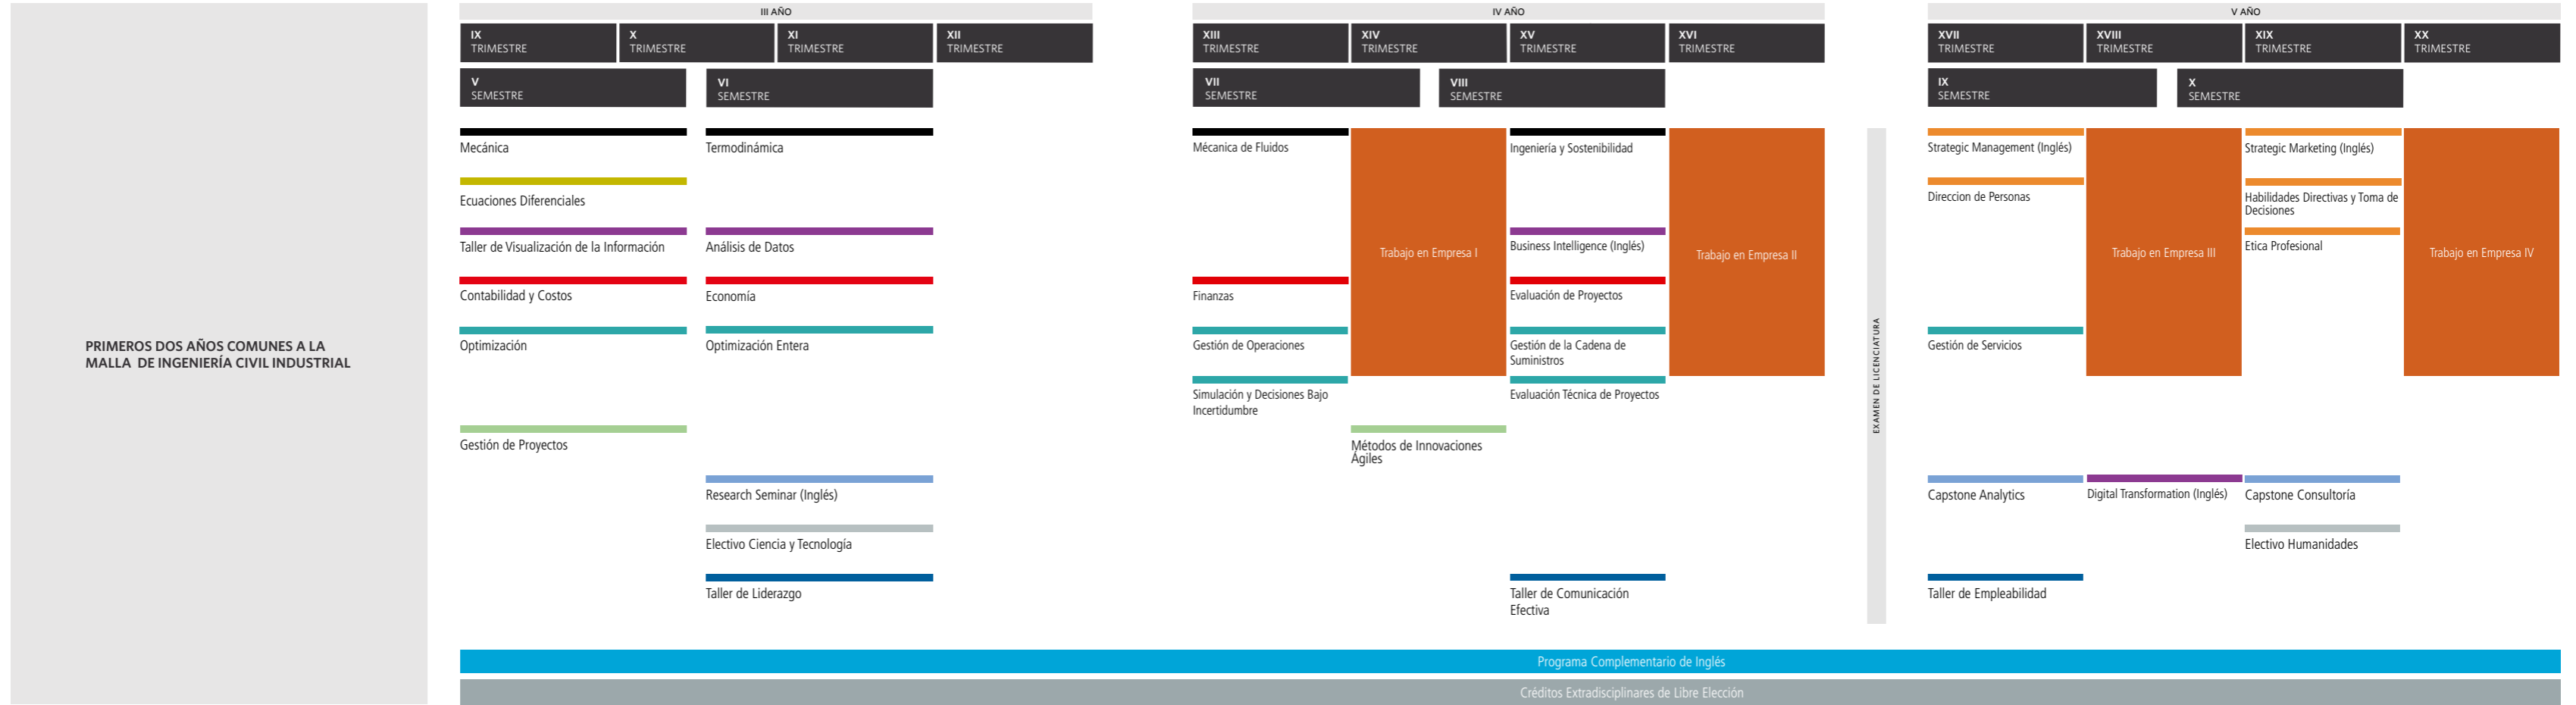 PRIMEROS DOS AÑOS COMUNES A LA
MALLA DE INGENIERÍA CIVIL INDUSTRIAL
III AÑO
IX
TRIMESTRE
X
TRIMESTRE
XI
TRIMESTRE
XII
TRIMESTRE
V
SEMESTRE
VI
SEMESTRE
Mecánica
Ecuaciones Diferenciales
Taller de Visualización de la Información
Contabilidad y Costos
Optimización
Gestión de Proyectos
Termodinámica
Análisis de Datos
Economía
Optimización Entera
Research Seminar (Inglés)
Electivo Ciencia y Tecnología
Taller de Liderazgo
IV AÑO
XIII
TRIMESTRE
XIV
TRIMESTRE
XV
TRIMESTRE
XVI
TRIMESTRE
VII
SEMESTRE
VIII
SEMESTRE
Mécanica de Fluidos
Finanzas
Gestión de Operaciones
Simulación y Decisiones Bajo
Incertidumbre
Trabajo en Empresa I
Métodos de Innovaciones
Ágiles
Ingeniería y Sostenibilidad
Business Intelligence (Inglés)
Evaluación de Proyectos
Gestión de la Cadena de
Suministros
Evaluación Técnica de Proyectos
Taller de Comunicación
Efectiva
Trabajo en Empresa II
EXAMEN DE LICENCIATURA
V AÑO
XVII
TRIMESTRE
XVIII
TRIMESTRE
XIX
TRIMESTRE
XX
TRIMESTRE
IX
SEMESTRE
X
SEMESTRE
Strategic Management (Inglés)
Direccion de Personas
Gestión de Servicios
Capstone Analytics
Taller de Empleabilidad
Trabajo en Empresa III
Digital Transformation (Inglés)
Strategic Marketing (Inglés)
Habilidades Directivas y Toma de
Decisiones
Etica Profesional
Capstone Consultoría
Electivo Humanidades
Trabajo en Empresa IV
Programa Complementario de Inglés
Créditos Extradisciplinares de Libre Elección